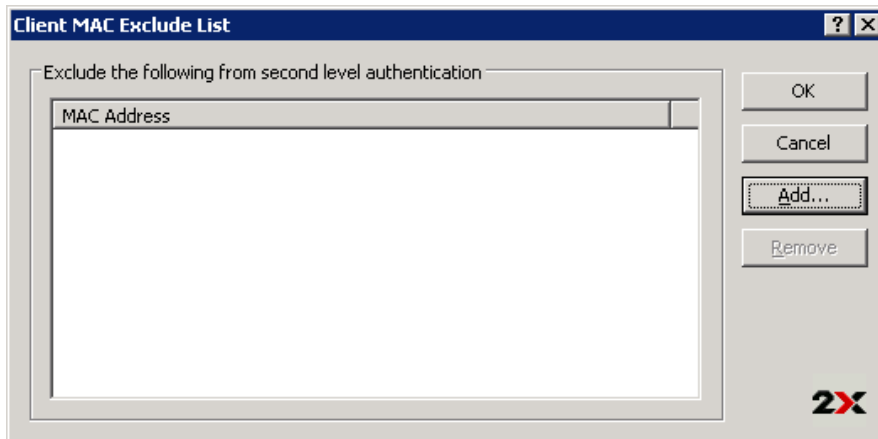 Client MAC Exclude List
Exclude the following from second level authentication
MAC Address
OK
Cancel
Add...
Remove
2X